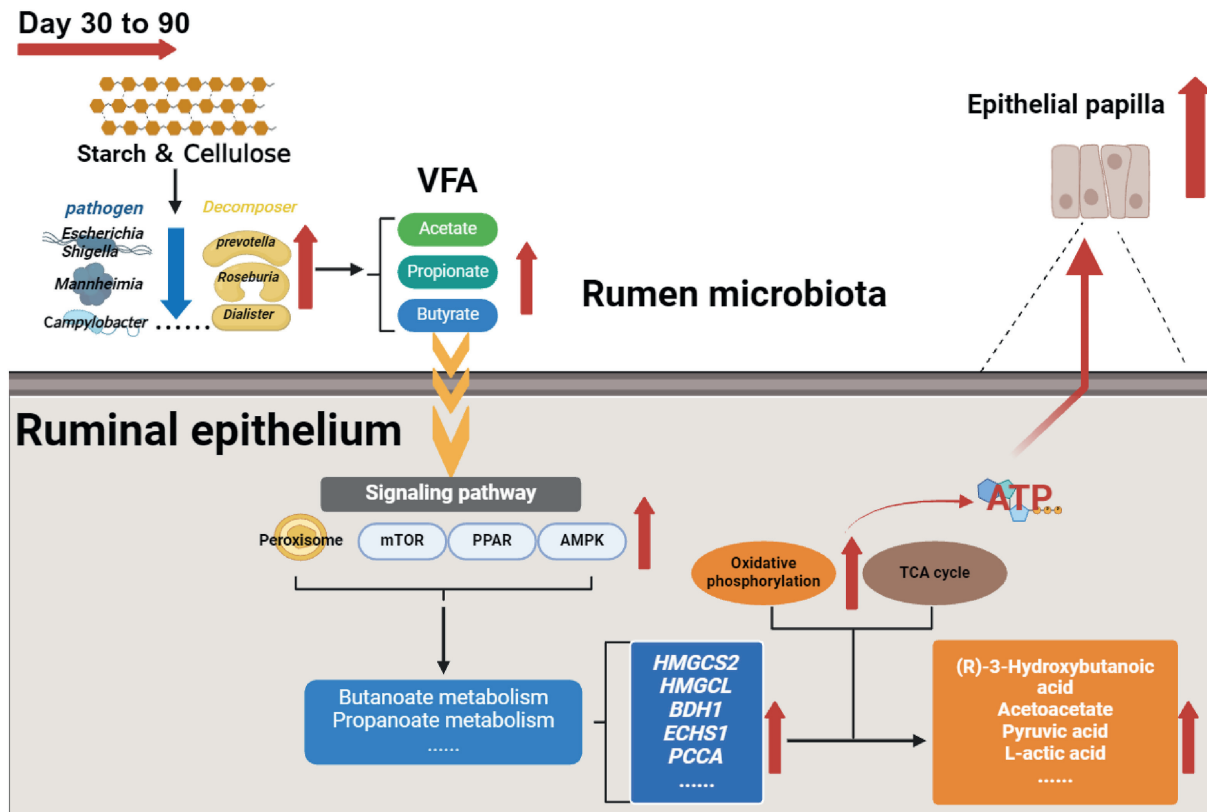 Day 30 to 90
Starch & Cellulose
pathogen
Escherichia
Shigella
Mannheimia
Campylobacter ......
Decomposer
prevotella
Roseburia
Dialister
VFA
Acetate
Propionate
Butyrate
Rumen microbiota
Epithelial papilla
Ruminal epithelium
Signaling pathway
Peroxisome
mTOR
PPAR
AMPK
Oxidative
phosphorylation
TCA cycle
ATP
Butanoate metabolism
Propanoate metabolism
......
HMGCS2
HMGCL
BDH1
ECHS1
PCCA
......
(R)-3-Hydroxybutanoic
acid
Acetoacetate
Pyruvic acid
L-actic acid
......